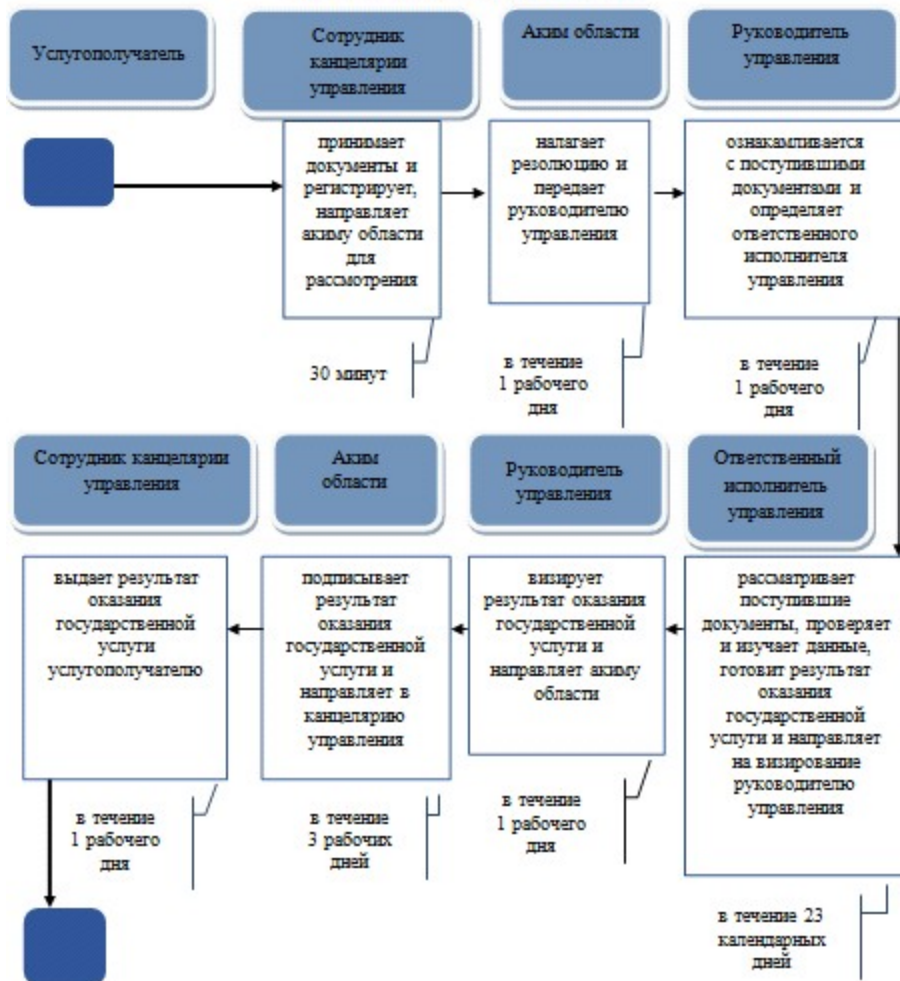 Услугополучатель
Сотрудник
канцелярии
управления
Аким области
Руководитель
управления
принимает
документы и
регистрирует,
направляет
акиму области
для
рассмотрения
налагает
резолюцию и
передает
руководителю
управления
ознакамливается
с поступившими
документами и
определяет
ответственного
исполнителя
управления
30 минут
в течение
1 рабочего
дня
в течение
1 рабочего
дня
Сотрудник канцелярии
управления
Аким
области
Руководитель
управления
Ответственный
исполнитель
управления
выдает результат
оказания
государственной
услуги
услугополучателю
подписывает
результат
оказания
государственной
услуги и
направляет в
канцелярию
управления
визирует
результат оказания
государственной
услуги и
направляет акиму
области
рассматривает
поступившие
документы, проверяет
и изучает данные,
готовит результат
оказания
государственной
услуги и направляет
на визирование
руководителю
управления
в течение
1 рабочего
дня
в течение
3 рабочих
дней
в течение
1 рабочего
дня
в течение 23
календарных
дней